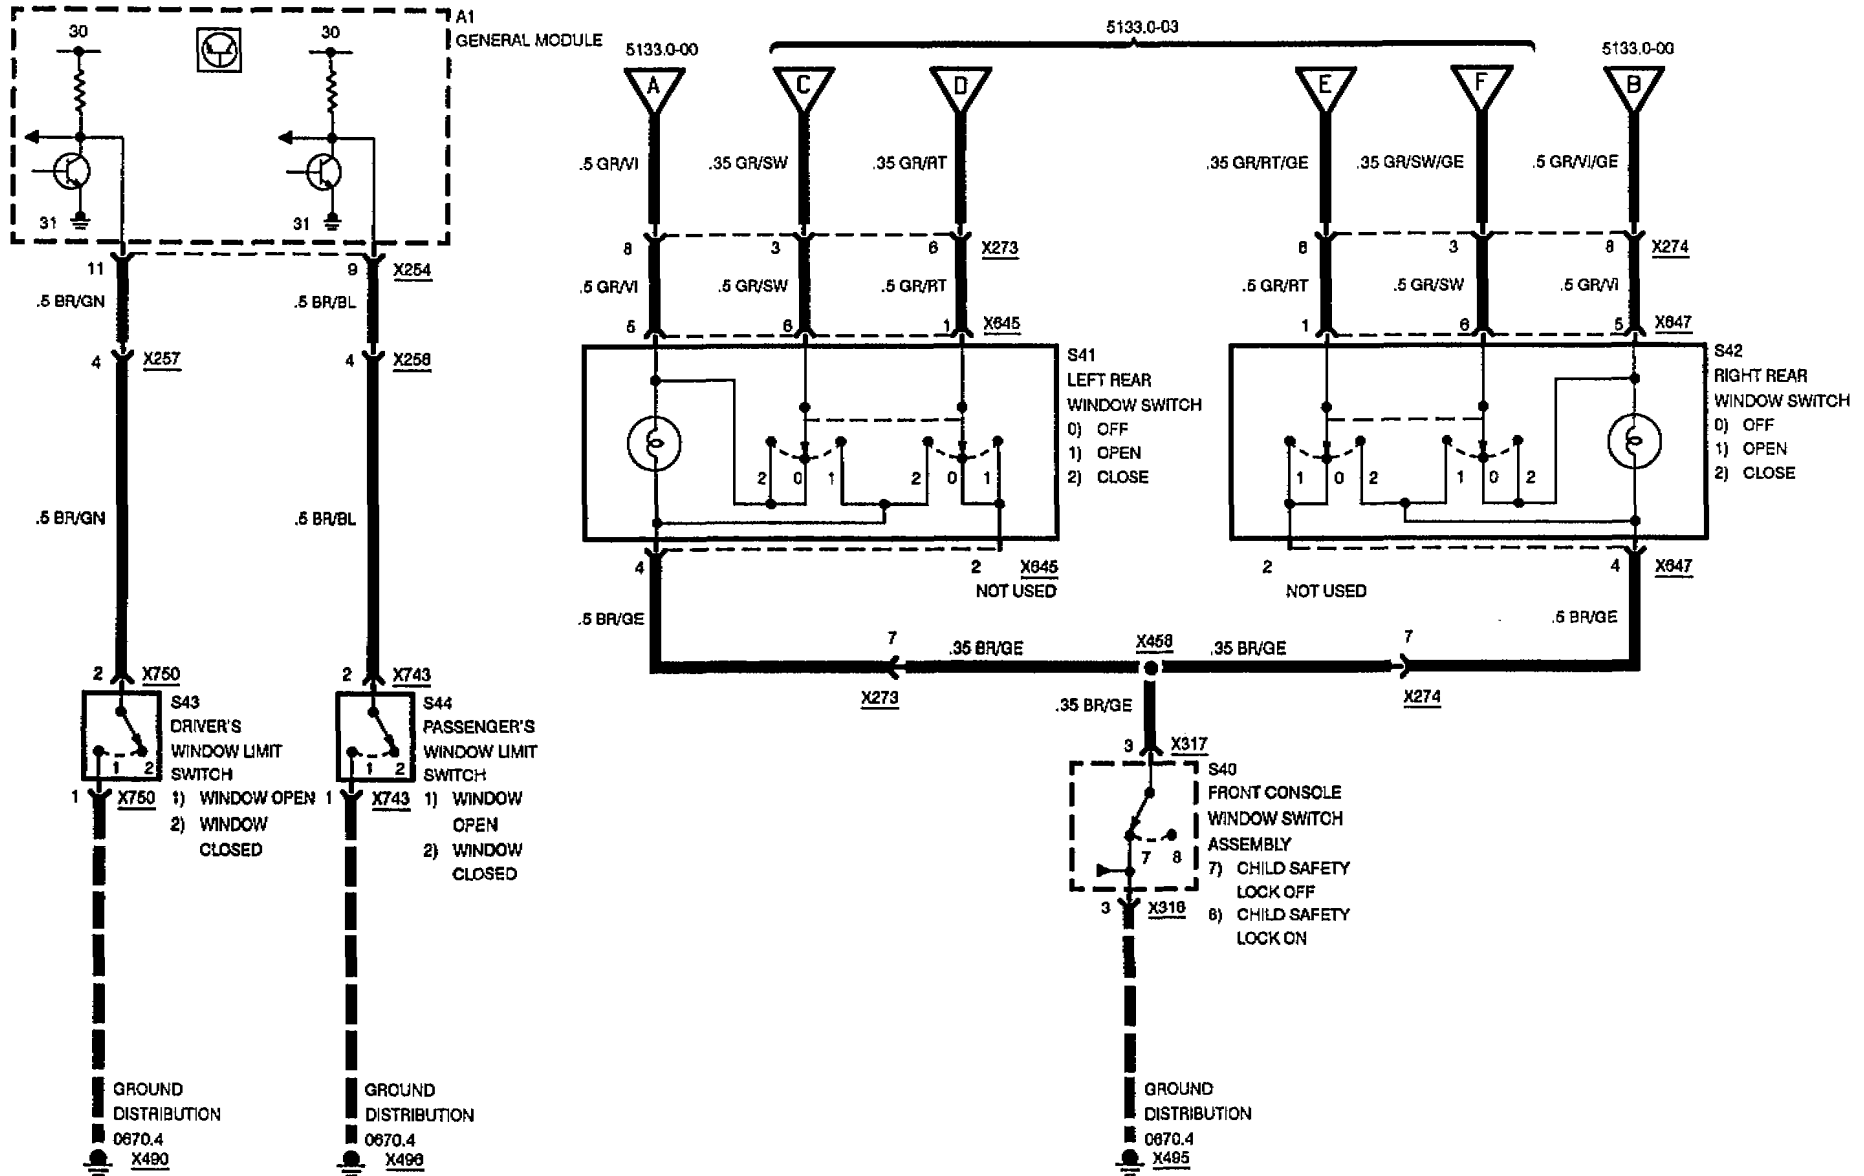 A1
GENERAL MODULE
30
30
31
31
11
9
X254
.5 BR/GN
.5 BR/BL
4
X257
4
X256
.5 BR/GN
.5 BR/BL
2
X750
2
X743
S43
DRIVER'S
WINDOW LIMIT
SWITCH
1) WINDOW OPEN
2) WINDOW
CLOSED
1 2
1
X750
S44
PASSENGER'S
WINDOW LIMIT
SWITCH
1) WINDOW
OPEN
2) WINDOW
CLOSED
1 2
1
X743
GROUND
DISTRIBUTION
0670.4
X490
GROUND
DISTRIBUTION
0670.4
X496
5133.0-00
5133.0-03
5133.0-00
A
C
D
E
F
B
.5 GR/VI
.35 GR/SW
.35 GR/RT
.35 GR/RT/GE
.35 GR/SW/GE
.5 GR/VI/GE
8
3
6
X273
6
3
8
X274
.5 GR/VI
.5 GR/SW
.5 GR/RT
.5 GR/RT
.5 GR/SW
.5 GR/VI
5
6
1
X645
1
6
5
X647
S41
LEFT REAR
WINDOW SWITCH
0) OFF
1) OPEN
2) CLOSE
2 0 1
2 0 1
S42
RIGHT REAR
WINDOW SWITCH
0) OFF
1) OPEN
2) CLOSE
1 0 2
1 0 2
4
2
X645
NOT USED
2
NOT USED
4
X647
.5 BR/GE
.5 BR/GE
7
X273
.35 BR/GE
X458
.35 BR/GE
7
X274
.35 BR/GE
3
X317
S40
FRONT CONSOLE
WINDOW SWITCH
ASSEMBLY
7) CHILD SAFETY
LOCK OFF
8) CHILD SAFETY
LOCK ON
7 8
3
X316
GROUND
DISTRIBUTION
0670.4
X495